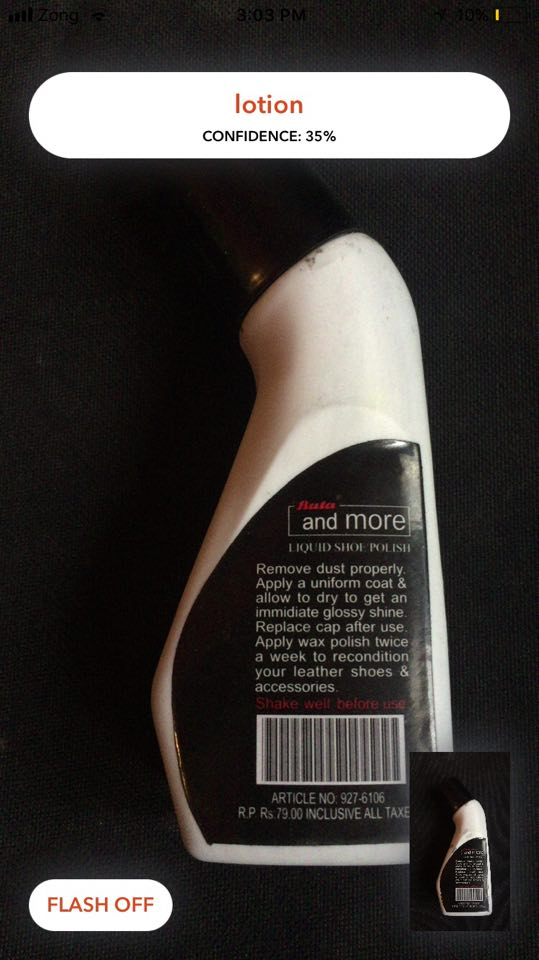 Zong
3:03 PM
10%
lotion
CONFIDENCE: 35%
Bata
and more
LIQUID SHOE POLISH
Remove dust properly.
Apply a uniform coat &
allow to dry to get an
immidiate glossy shine.
Replace cap after use.
Apply wax polish twice
a week to recondition
your leather shoes &
accessories.
Shake well before use
ARTICLE NO: 927-6106
R.P Rs.79.00 INCLUSIVE ALL TAXE
FLASH OFF